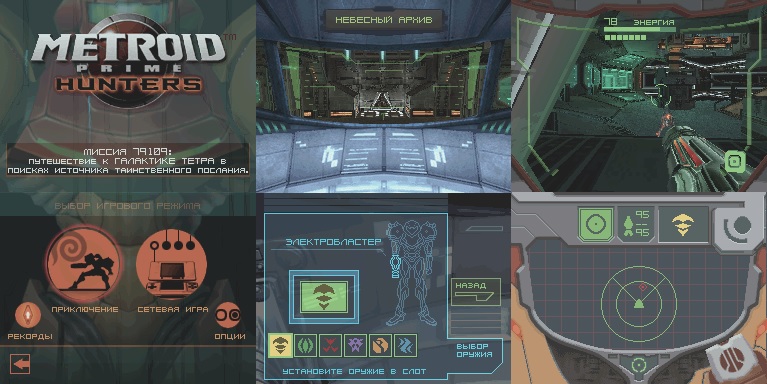 METROID
PRIME
HUNTERS
TM
МИССИЯ 79109:
ПУТЕШЕСТВИЕ К ГАЛАКТИКЕ ТЕТРА В
ПОИСКАХ ИСТОЧНИКА ТАИНСТВЕННОГО ПОСЛАНИЯ.
НЕБЕСНЫЙ АРХИВ
78 ЭНЕРГИЯ
ВЫБОР ИГРОВОГО РЕЖИМА
ПРИКЛЮЧЕНИЕ
СЕТЕВАЯ ИГРА
РЕКОРДЫ
ОПЦИИ
ЭЛЕКТРОБЛАСТЕР
НАЗАД
ВЫБОР
ОРУЖИЯ
УСТАНОВИТЕ ОРУЖИЕ В СЛОТ
95
95